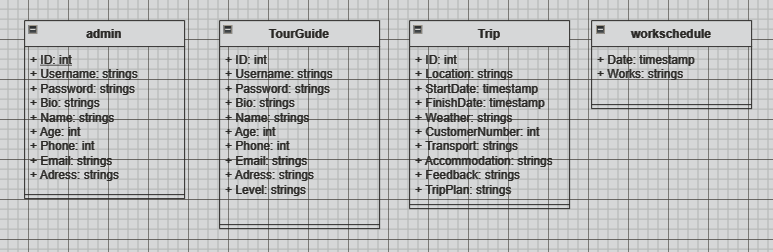 admin
+ ID: int
+ Username: strings
+ Password: strings
+ Bio: strings
+ Name: strings
+ Age: int
+ Phone: int
+ Email: strings
+ Adress: strings
TourGuide
+ ID: int
+ Username: strings
+ Password: strings
+ Bio: strings
+ Name: strings
+ Age: int
+ Phone: int
+ Email: strings
+ Adress: strings
+ Level: strings
Trip
+ ID: int
+ Location: strings
+ StartDate: timestamp
+ FinishDate: timestamp
+ Weather: strings
+ CustomerNumber: int
+ Transport: strings
+ Accommodation: strings
+ Feedback: strings
+ TripPlan: strings
workschedule
+ Date: timestamp
+ Works: strings